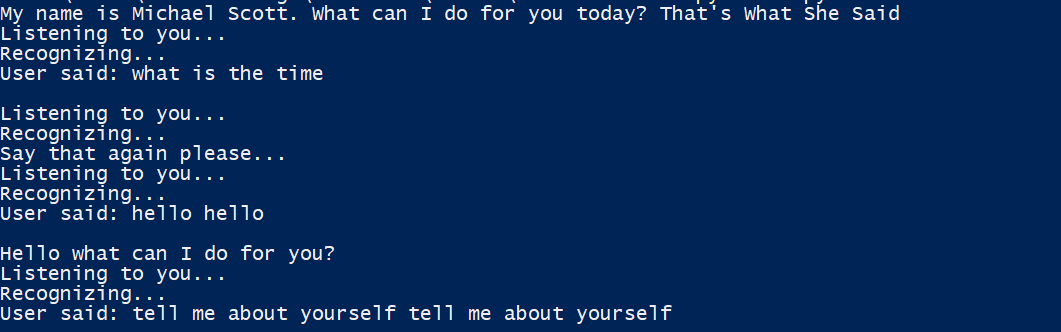 My name is Michael Scott. What can I do for you today? That's What She Said
Listening to you...
Recognizing...
User said: what is the time
Listening to you...
Recognizing...
Say that again please...
Listening to you...
Recognizing...
User said: hello hello
Hello what can I do for you?
Listening to you...
Recognizing...
User said: tell me about yourself tell me about yourself